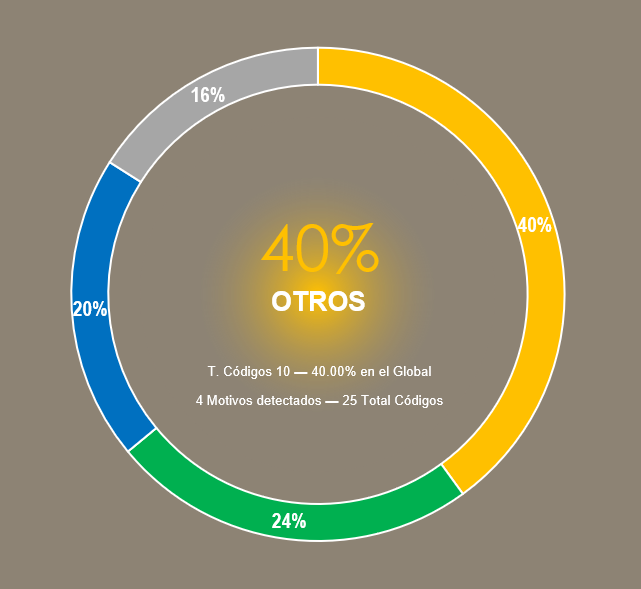 16%
40%
40%
OTROS
20%
T. Códigos 10 — 40.00% en el Global
4 Motivos detectados — 25 Total Códigos
24%